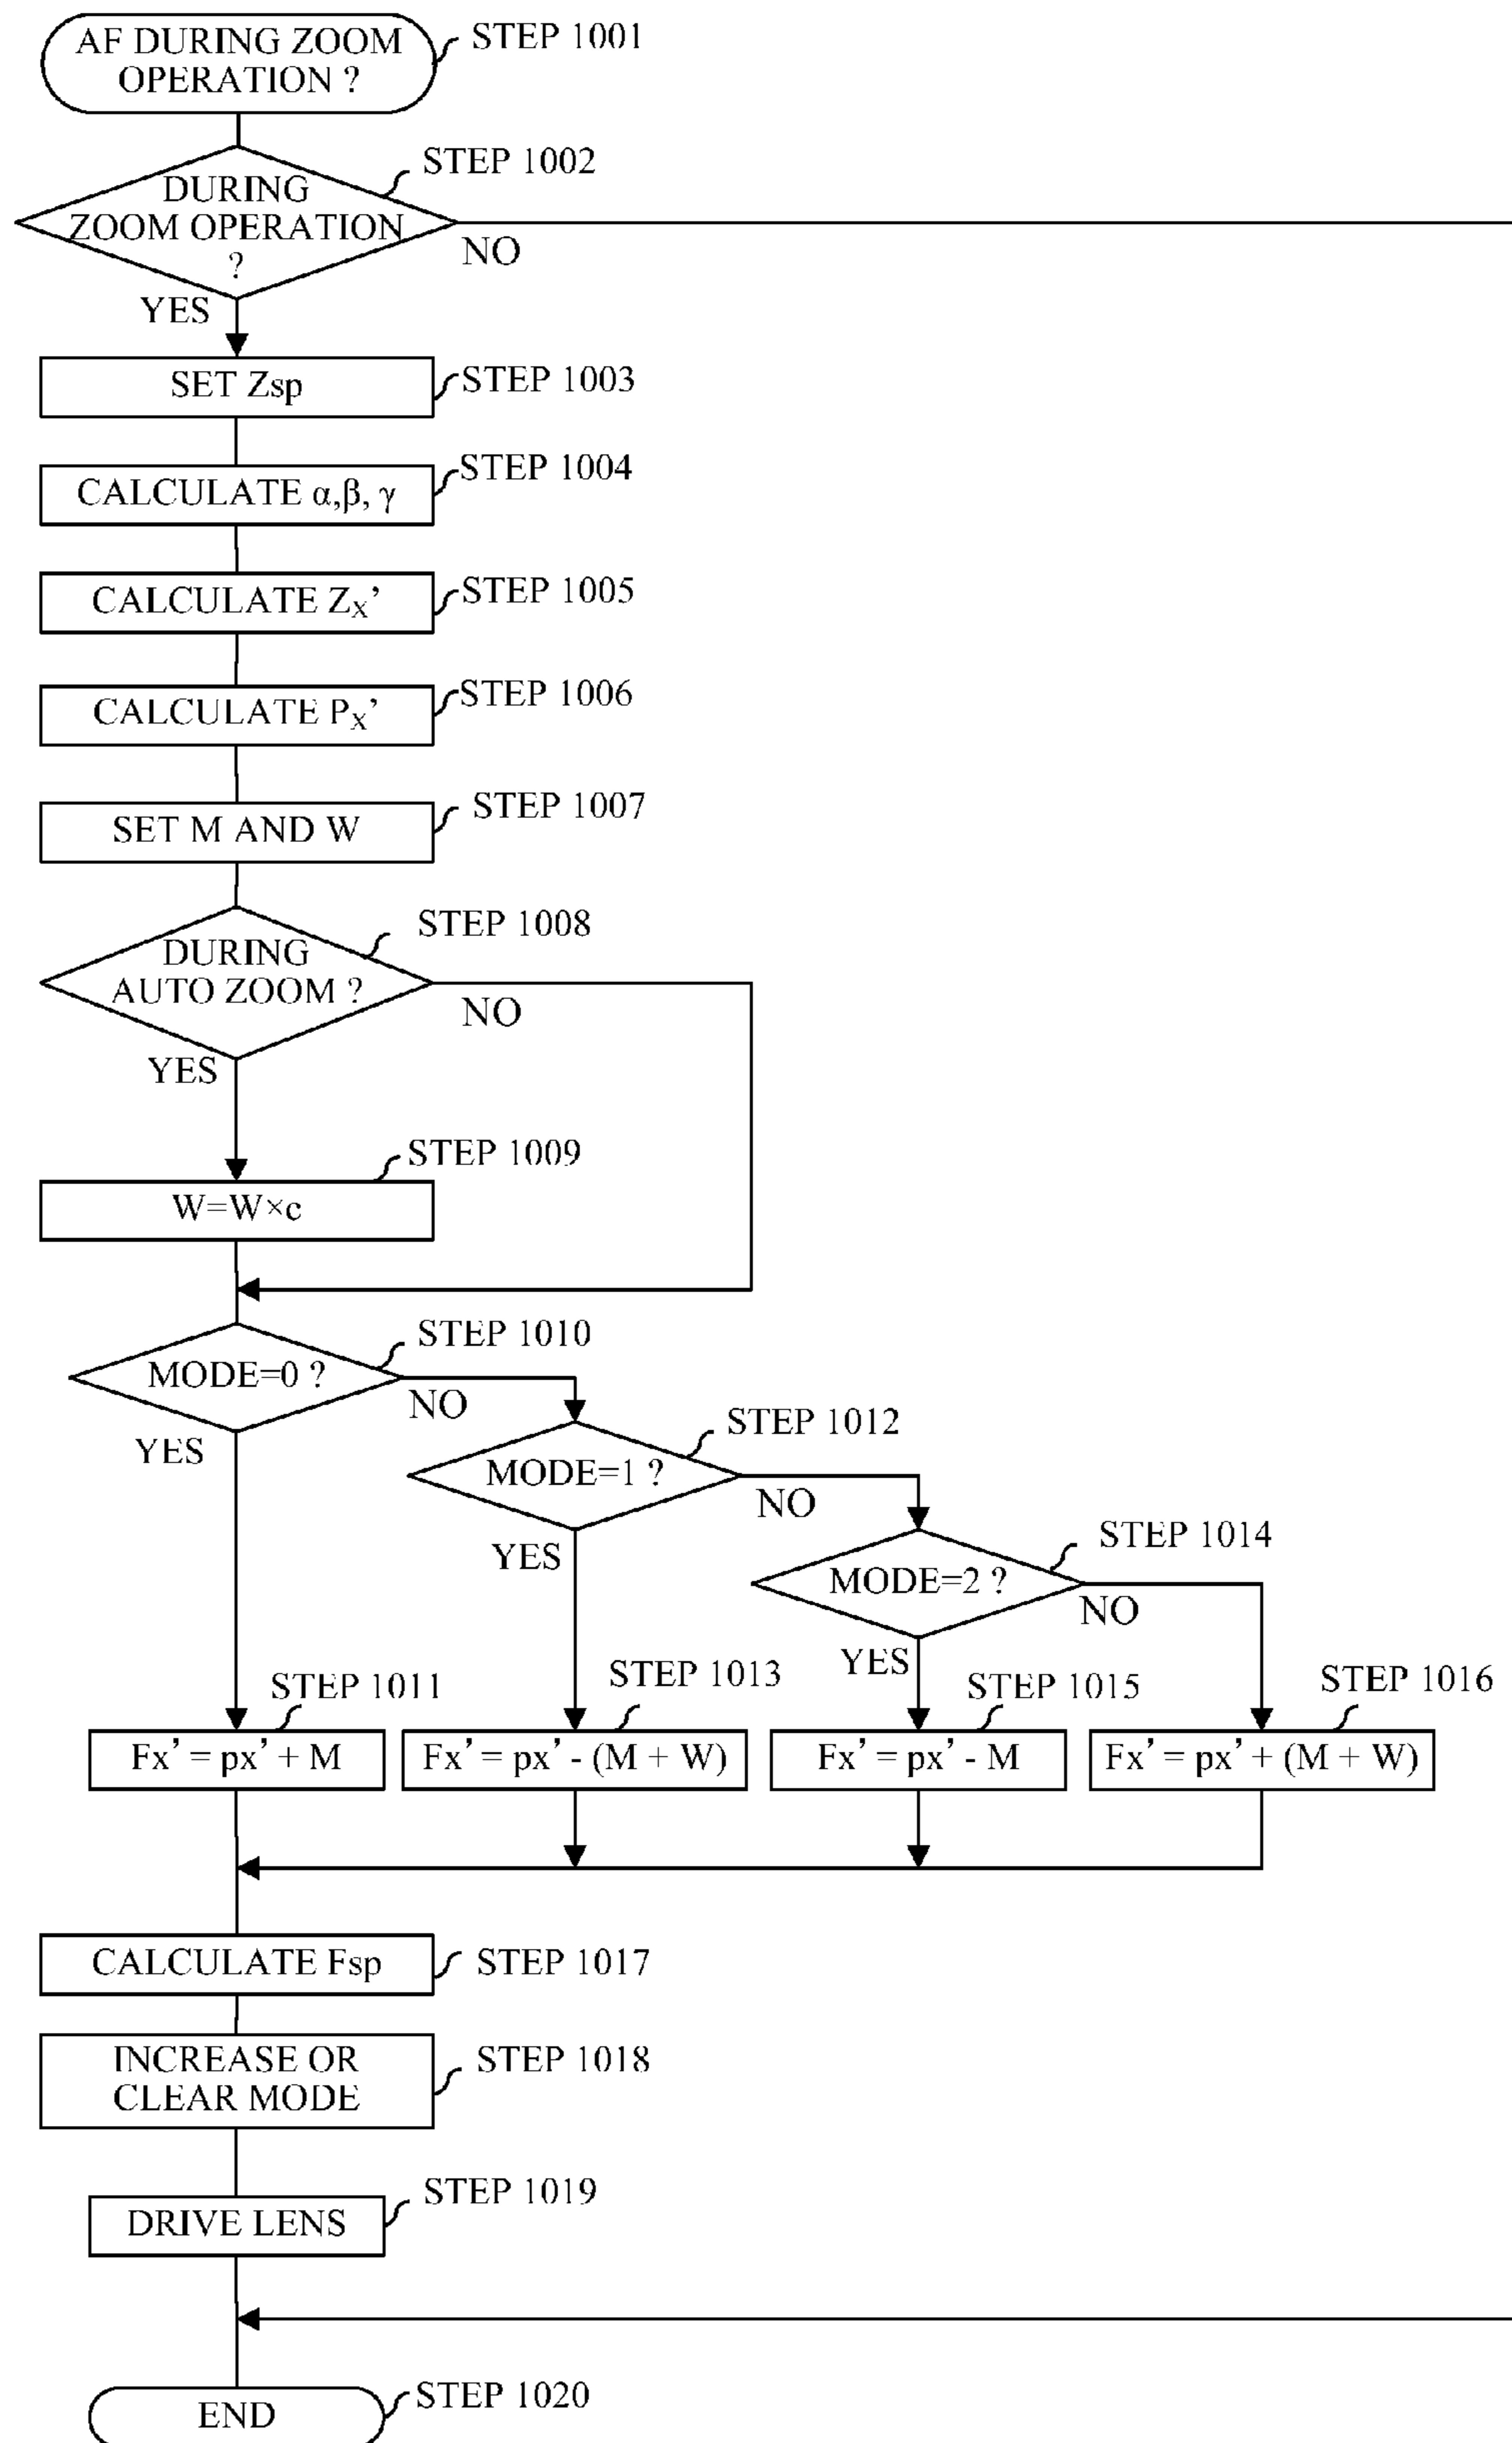 AF DURING ZOOM
OPERATION ?
STEP 1001
STEP 1002
DURING
ZOOM OPERATION
?
NO
YES
SET Zsp
STEP 1003
CALCULATE α,β, γ
STEP 1004
CALCULATE ZX’
STEP 1005
CALCULATE PX’
STEP 1006
SET M AND W
STEP 1007
STEP 1008
DURING
AUTO ZOOM ?
NO
YES
STEP 1009
W=W×c
STEP 1010
MODE=0 ?
NO
YES
STEP 1012
MODE=1 ?
NO
YES
STEP 1014
MODE=2 ?
NO
YES
STEP 1011
Fx’ = px’ + M
STEP 1013
Fx’ = px’ - (M + W)
STEP 1015
Fx’ = px’ - M
STEP 1016
Fx’ = px’ + (M + W)
CALCULATE Fsp
STEP 1017
INCREASE OR
CLEAR MODE
STEP 1018
DRIVE LENS
STEP 1019
END
STEP 1020